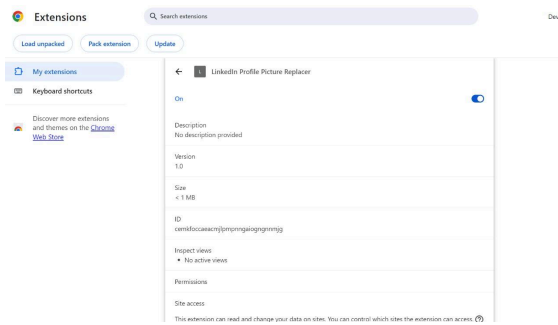 Extensions
Search extensions
Dev
Load unpacked
Pack extension
Update
My extensions
Keyboard shortcuts
Discover more extensions
and themes on the Chrome
Web Store
L
LinkedIn Profile Picture Replacer
On
Description
No description provided
Version
1.0
Size
< 1 MB
ID
Inspect views
• No active views
Permissions
Site access
This extension can read and change your data on sites. You can control which sites the extension can access.